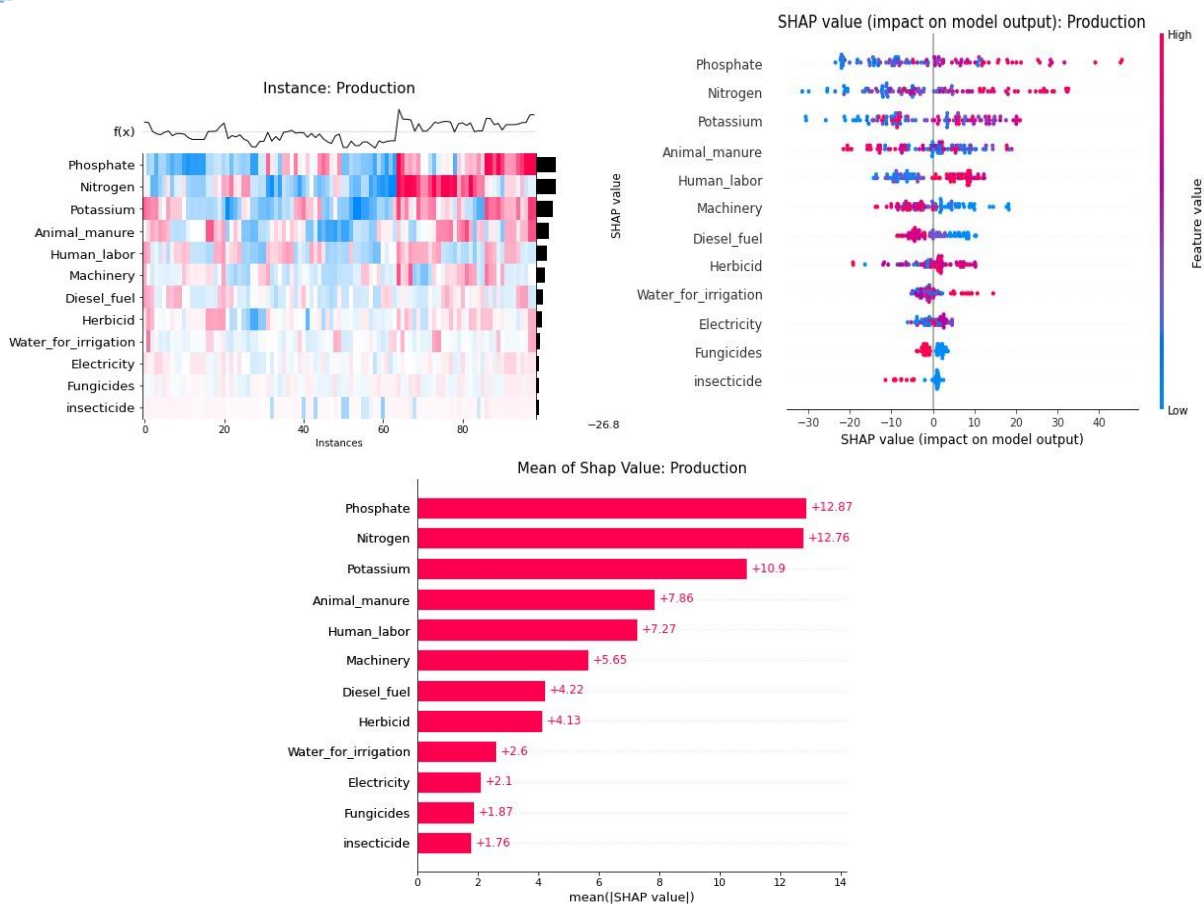 Instance: Production
f(x)
Phosphate
Nitrogen
Potassium
Animal_manure
Human_labor
Machinery
Diesel_fuel
Herbicid
Water_for_irrigation
Electricity
Fungicides
insecticide
0 20 40 60 80
Instances
SHAP value
−26.8
SHAP value (impact on model output): Production
High
Phosphate
Nitrogen
Potassium
Animal_manure
Human_labor
Machinery
Diesel_fuel
Herbicid
Water_for_irrigation
Electricity
Fungicides
insecticide
Feature value
Low
−30 −20 −10 0 10 20 30 40
SHAP value (impact on model output)
Mean of Shap Value: Production
Phosphate +12.87
Nitrogen +12.76
Potassium +10.9
Animal_manure +7.86
Human_labor +7.27
Machinery +5.65
Diesel_fuel +4.22
Herbicid +4.13
Water_for_irrigation +2.6
Electricity +2.1
Fungicides +1.87
insecticide +1.76
0 2 4 6 8 10 12 14
mean(|SHAP value|)